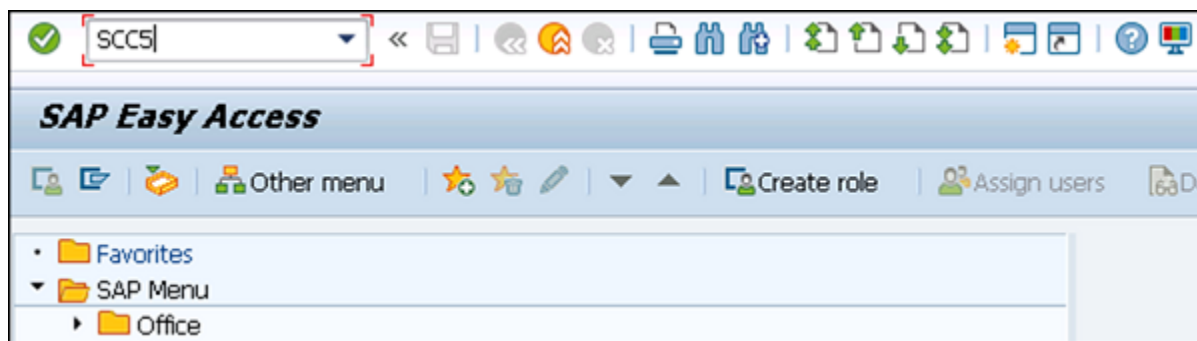 SCC5
SAP Easy Access
Other menu Create role Assign users D
Favorites
SAP Menu
Office